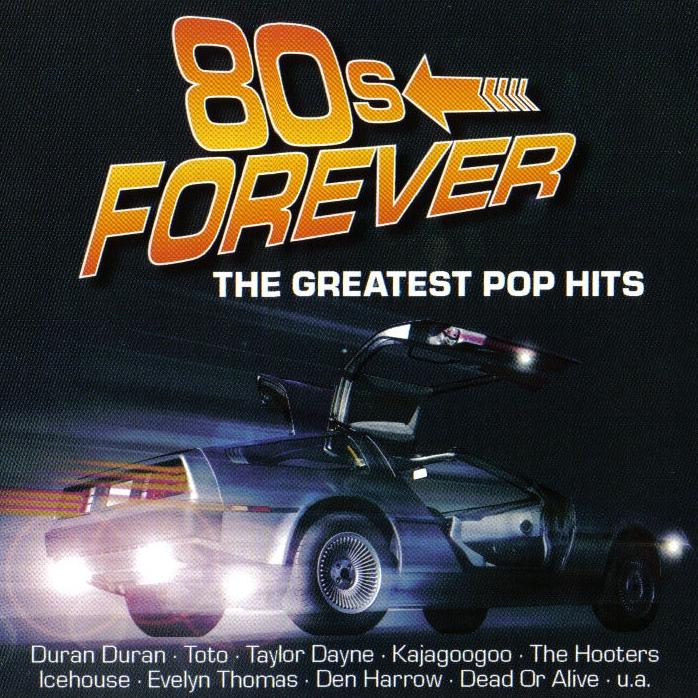 80s
FOREVER
THE GREATEST POP HITS
Duran Duran · Toto · Taylor Dayne · Kajagoogoo · The Hooters
Icehouse · Evelyn Thomas · Den Harrow · Dead Or Alive · u.a.